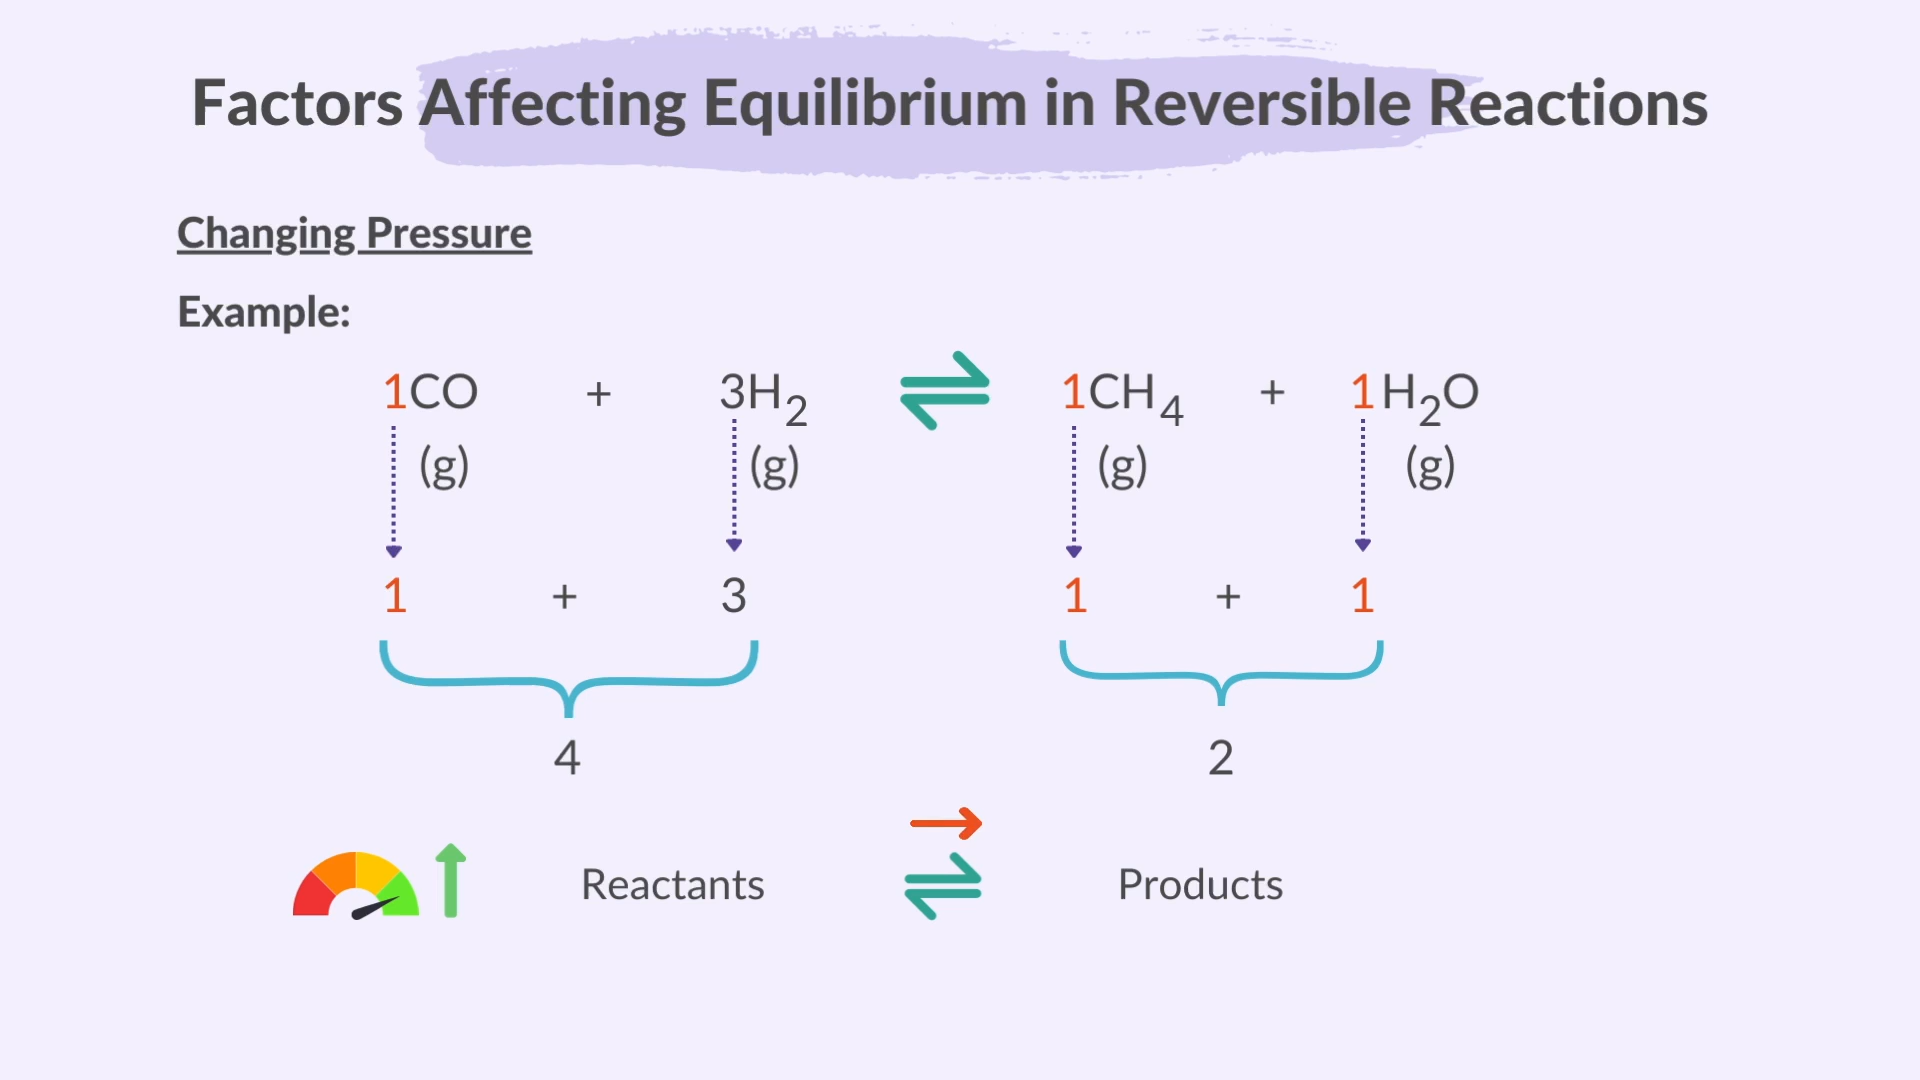 Factors Affecting Equilibrium in Reversible Reactions
Changing Pressure
Example:
1CO + 3H₂ ⇌ 1CH₄ + 1H₂O
(g) (g) (g) (g)
1 + 3 1 + 1
4 2
→
Reactants ⇌ Products